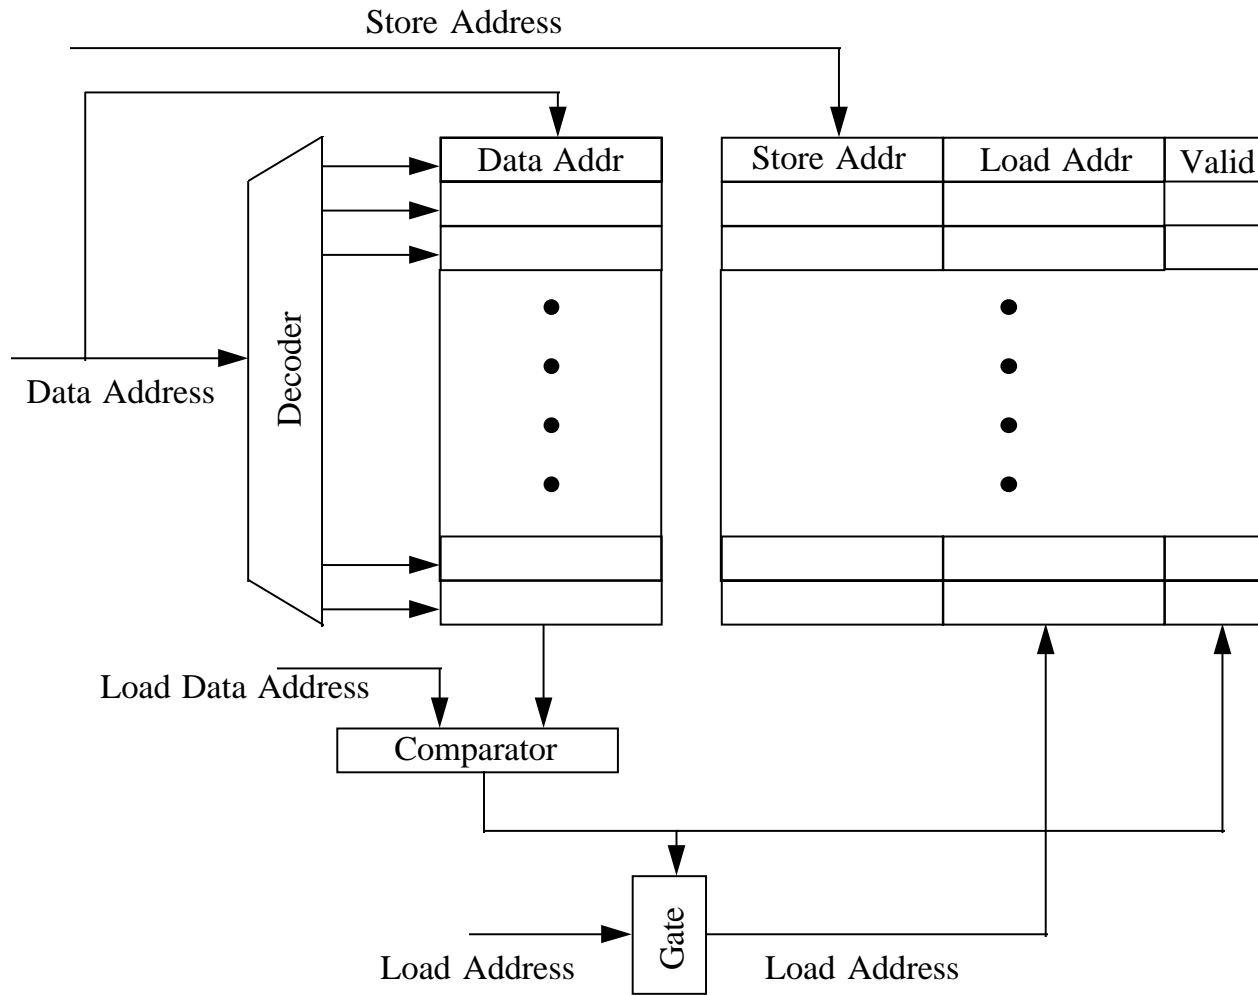 Store Address
Data Addr
Store Addr
Load Addr
Valid
Decoder
Data Address
Load Data Address
Comparator
Gate
Load Address
Load Address